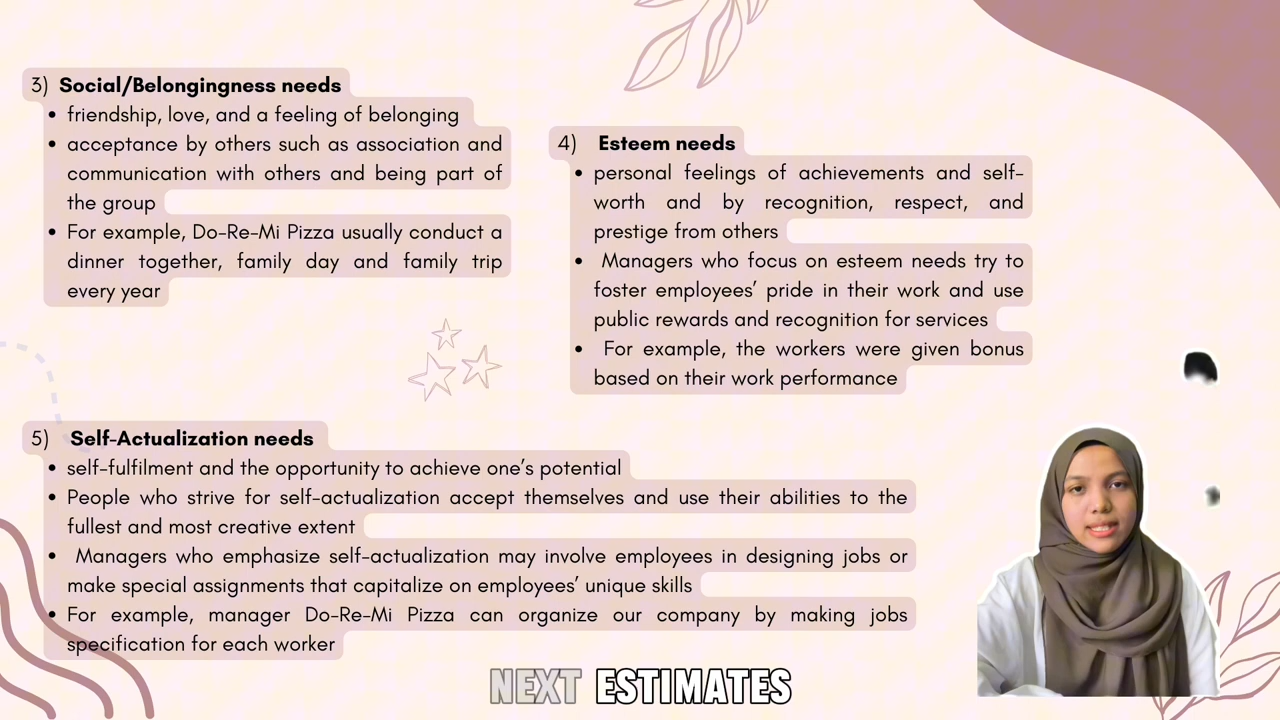 3) Social/Belongingness needs
• friendship, love, and a feeling of belonging
• acceptance by others such as association and
communication with others and being part of
the group
• For example, Do-Re-Mi Pizza usually conduct a
dinner together, family day and family trip
every year
4) Esteem needs
• personal feelings of achievements and self-
worth and by recognition, respect, and
prestige from others
• Managers who focus on esteem needs try to
foster employees’ pride in their work and use
public rewards and recognition for services
• For example, the workers were given bonus
based on their work performance
5) Self-Actualization needs
• self-fulfilment and the opportunity to achieve one’s potential
• People who strive for self-actualization accept themselves and use their abilities to the
fullest and most creative extent
• Managers who emphasize self-actualization may involve employees in designing jobs or
make special assignments that capitalize on employees’ unique skills
• For example, manager Do-Re-Mi Pizza can organize our company by making jobs
specification for each worker
NEXT ESTIMATES